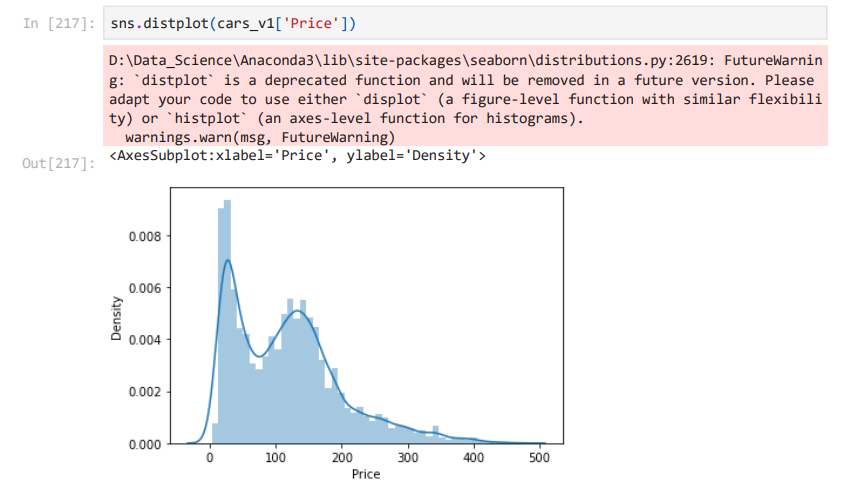 In [217]: sns.distplot(cars_v1['Price'])
D:\Data_Science\Anaconda3\lib\site-packages\seaborn\distributions.py:2619: FutureWarnin
g: `distplot` is a deprecated function and will be removed in a future version. Please
adapt your code to use either `displot` (a figure-level function with similar flexibili
ty) or `histplot` (an axes-level function for histograms).
  warnings.warn(msg, FutureWarning)
Out[217]: <AxesSubplot:xlabel='Price', ylabel='Density'>
0.008
0.006
0.004
0.002
0.000
Density
0 100 200 300 400 500
Price